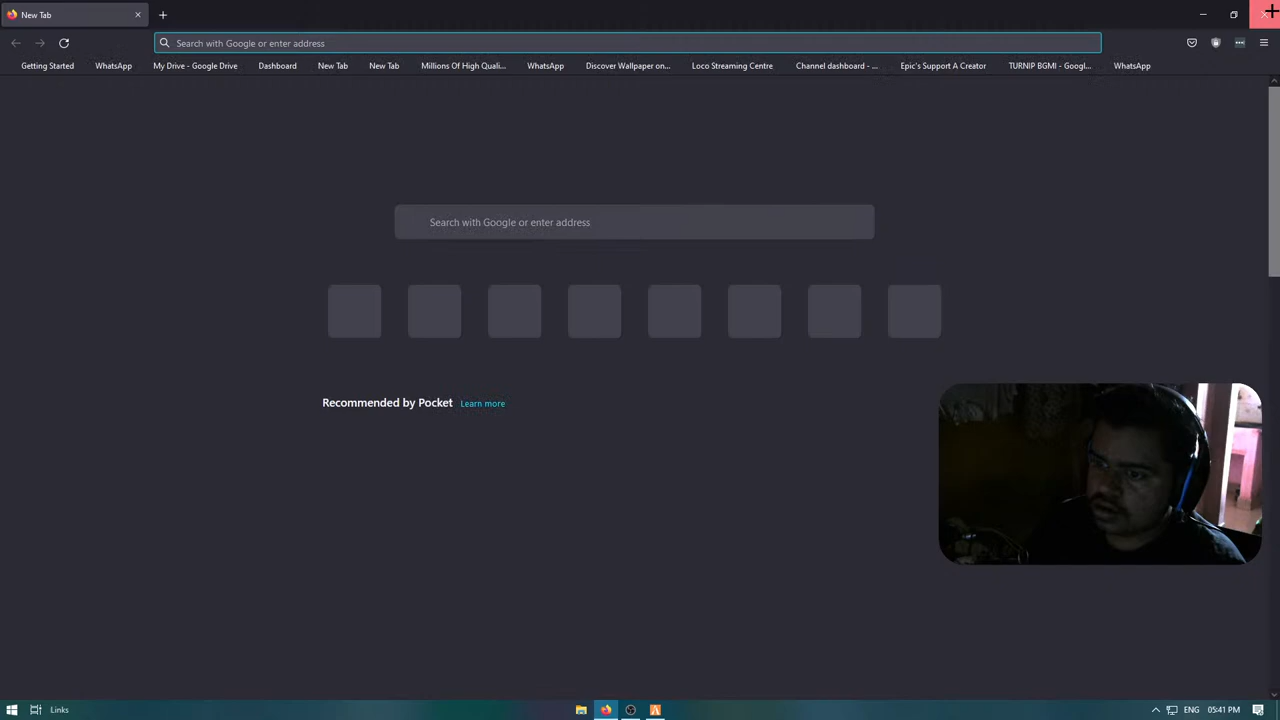 New Tab
Search with Google or enter address
Getting Started
WhatsApp
My Drive - Google Drive
Dashboard
New Tab
New Tab
Millions Of High Quali...
WhatsApp
Discover Wallpaper on...
Loco Streaming Centre
Channel dashboard - ...
Epic's Support A Creator
TURNIP BGMI - Googl...
WhatsApp
Search with Google or enter address
Recommended by Pocket Learn more
Links
ENG 05:41 PM